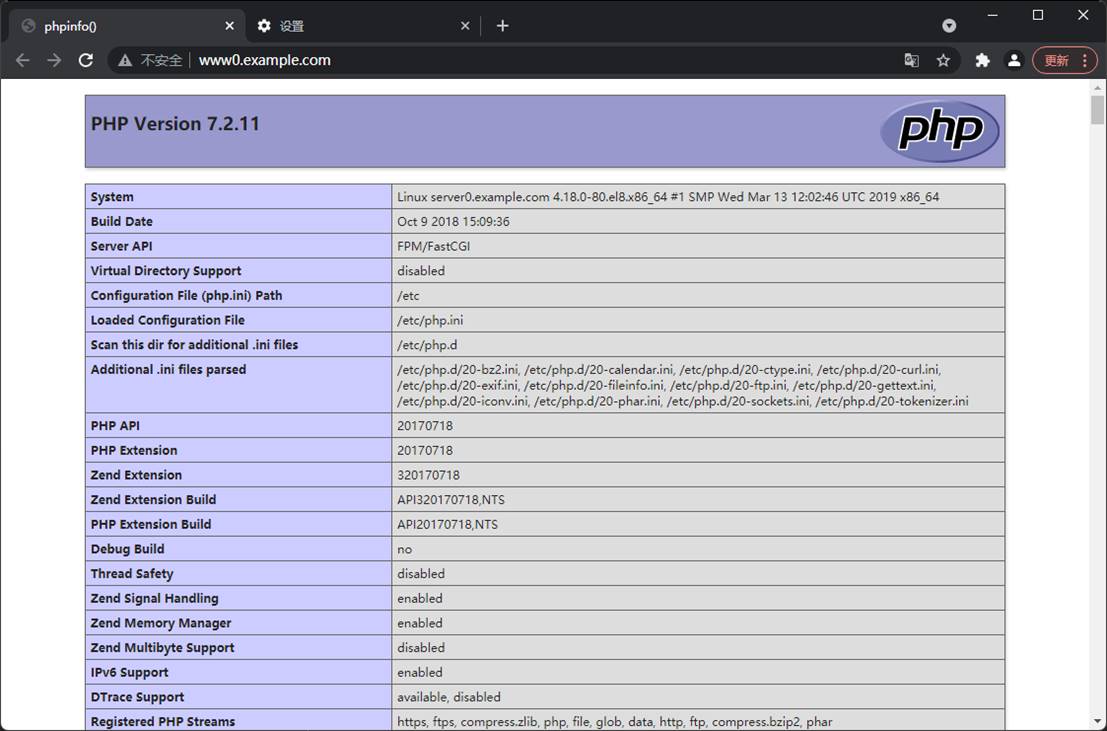 phpinfo()
设置
不安全
www0.example.com
更新
PHP Version 7.2.11
php
System Linux server0.example.com 4.18.0-80.el8.x86_64 #1 SMP Wed Mar 13 12:02:46 UTC 2019 x86_64
Build Date Oct 9 2018 15:09:36
Server API FPM/FastCGI
Virtual Directory Support disabled
Configuration File (php.ini) Path /etc
Loaded Configuration File /etc/php.ini
Scan this dir for additional .ini files /etc/php.d
Additional .ini files parsed /etc/php.d/20-bz2.ini, /etc/php.d/20-calendar.ini, /etc/php.d/20-ctype.ini, /etc/php.d/20-curl.ini,
/etc/php.d/20-exif.ini, /etc/php.d/20-fileinfo.ini, /etc/php.d/20-ftp.ini, /etc/php.d/20-gettext.ini,
/etc/php.d/20-iconv.ini, /etc/php.d/20-phar.ini, /etc/php.d/20-sockets.ini, /etc/php.d/20-tokenizer.ini
PHP API 20170718
PHP Extension 20170718
Zend Extension 320170718
Zend Extension Build API320170718,NTS
PHP Extension Build API20170718,NTS
Debug Build no
Thread Safety disabled
Zend Signal Handling enabled
Zend Memory Manager enabled
Zend Multibyte Support disabled
IPv6 Support enabled
DTrace Support available, disabled
Registered PHP Streams https, ftps, compress.zlib, php, file, glob, data, http, ftp, compress.bzip2, phar